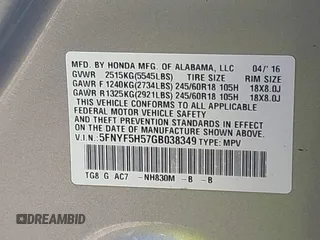 MFD. BY HONDA MFG. OF ALABAMA, LLC 04/'16
GVWR 2515KG(5545LBS) TIRE SIZE RIM SIZE
GAWR F 1240KG(2734LBS) 245/60R18 105H 18X8.0J
GAWR R 1325KG(2921LBS) 245/60R18 105H 18X8.0J
THIS VEHICLE CONFORMS TO ALL APPLICABLE
FEDERAL MOTOR VEHICLE SAFETY AND THEFT PREVENTION
STANDARDS IN EFFECT ON THE DATE OF MANUFACTURE SHOWN ABOVE.
V.I.N.: 5FNYF5H57GB038349 TYPE: MPV
TG8 G AC7 -NH830M -B -B
DREAMBID